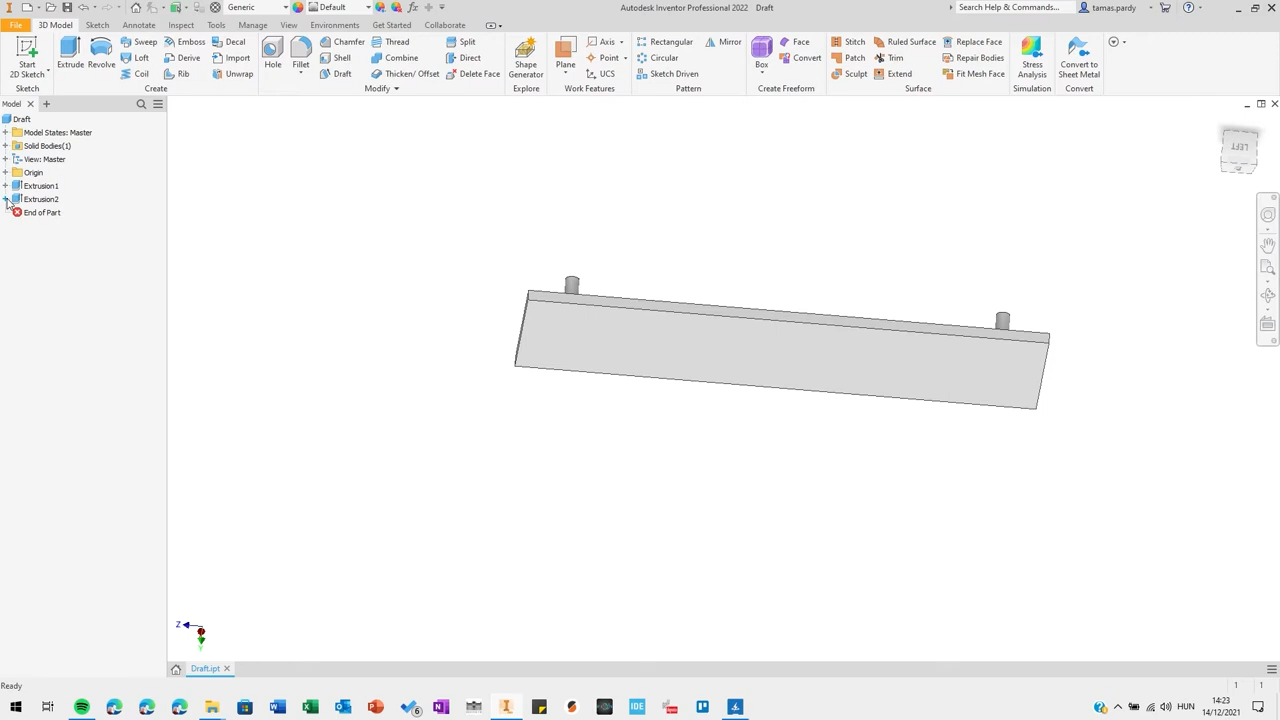 Generic Default Autodesk Inventor Professional 2022 Draft Search Help & Commands... tamas.pardy
File 3D Model Sketch Annotate Inspect Tools Manage View Environments Get Started Collaborate
Start 2D Sketch Extrude Revolve Sweep Emboss Decal Hole Fillet Chamfer Thread Split Shape Generator Plane Axis Rectangular Mirror Box Face Stitch Ruled Surface Replace Face Stress Analysis Convert to Sheet Metal
Loft Derive Import Shell Combine Direct Point Circular Convert Patch Trim Repair Bodies
Coil Rib Unwrap Draft Thicken/ Offset Delete Face UCS Sketch Driven Sculpt Extend Fit Mesh Face
Sketch Create Modify Explore Work Features Pattern Create Freeform Surface Simulation Convert
Model
Draft
Model States: Master
Solid Bodies(1)
View: Master
Origin
Extrusion1
Extrusion2
End of Part
LEFT
Z
Y
Draft.ipt
Ready 1 1
HUN 14:23
14/12/2021